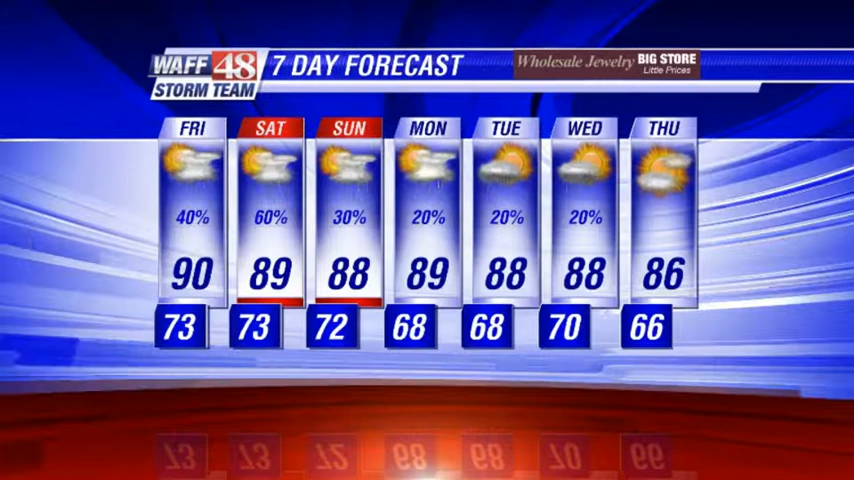 WAFF 48
STORM TEAM
7 DAY FORECAST
Wholesale Jewelry BIG STORE
Little Prices
FRI SAT SUN MON TUE WED THU
40% 60% 30% 20% 20% 20%
90 89 88 89 88 88 86
73 73 72 68 68 70 66